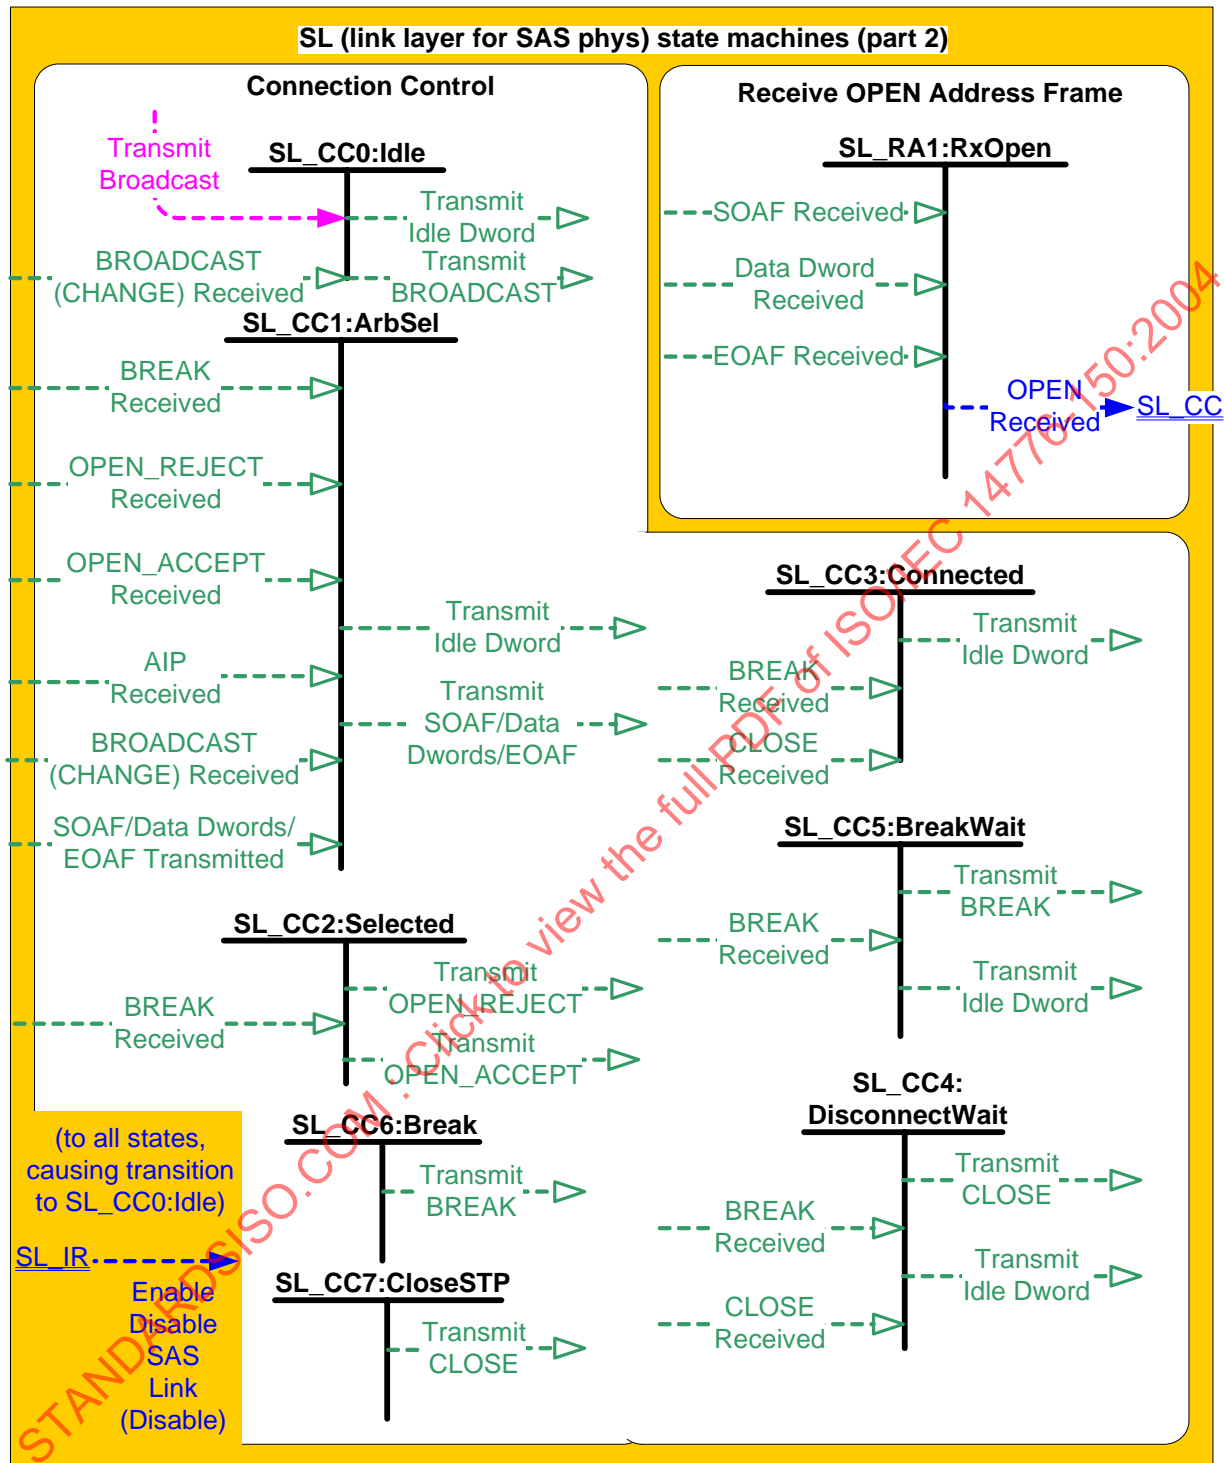 SL (link layer for SAS phys) state machines (part 2)
Connection Control
Transmit
Broadcast
SL_CC0:Idle
Transmit
Idle Dword
BROADCAST
(CHANGE) Received
Transmit
BROADCAST
SL_CC1:ArbSel
BREAK
Received
OPEN_REJECT
Received
OPEN_ACCEPT
Received
Transmit
Idle Dword
AIP
Received
Transmit
SOAF/Data
Dwords/EOAF
BROADCAST
(CHANGE) Received
SOAF/Data Dwords/
EOAF Transmitted
SL_CC2:Selected
Transmit
OPEN_REJECT
BREAK
Received
Transmit
OPEN_ACCEPT
SL_CC6:Break
Transmit
BREAK
SL_CC7:CloseSTP
Transmit
CLOSE
(to all states,
causing transition
to SL_CC0:Idle)
SL_IR
Enable
Disable
SAS
Link
(Disable)
Receive OPEN Address Frame
SL_RA1:RxOpen
SOAF Received
Data Dword
Received
EOAF Received
OPEN
Received
SL_CC
SL_CC3:Connected
Transmit
Idle Dword
BREAK
Received
CLOSE
Received
SL_CC5:BreakWait
Transmit
BREAK
BREAK
Received
Transmit
Idle Dword
SL_CC4:
DisconnectWait
Transmit
CLOSE
BREAK
Received
Transmit
Idle Dword
CLOSE
Received
STANDARDSISO.COM : Click to view the full PDF of ISO/IEC 14776-150:2004